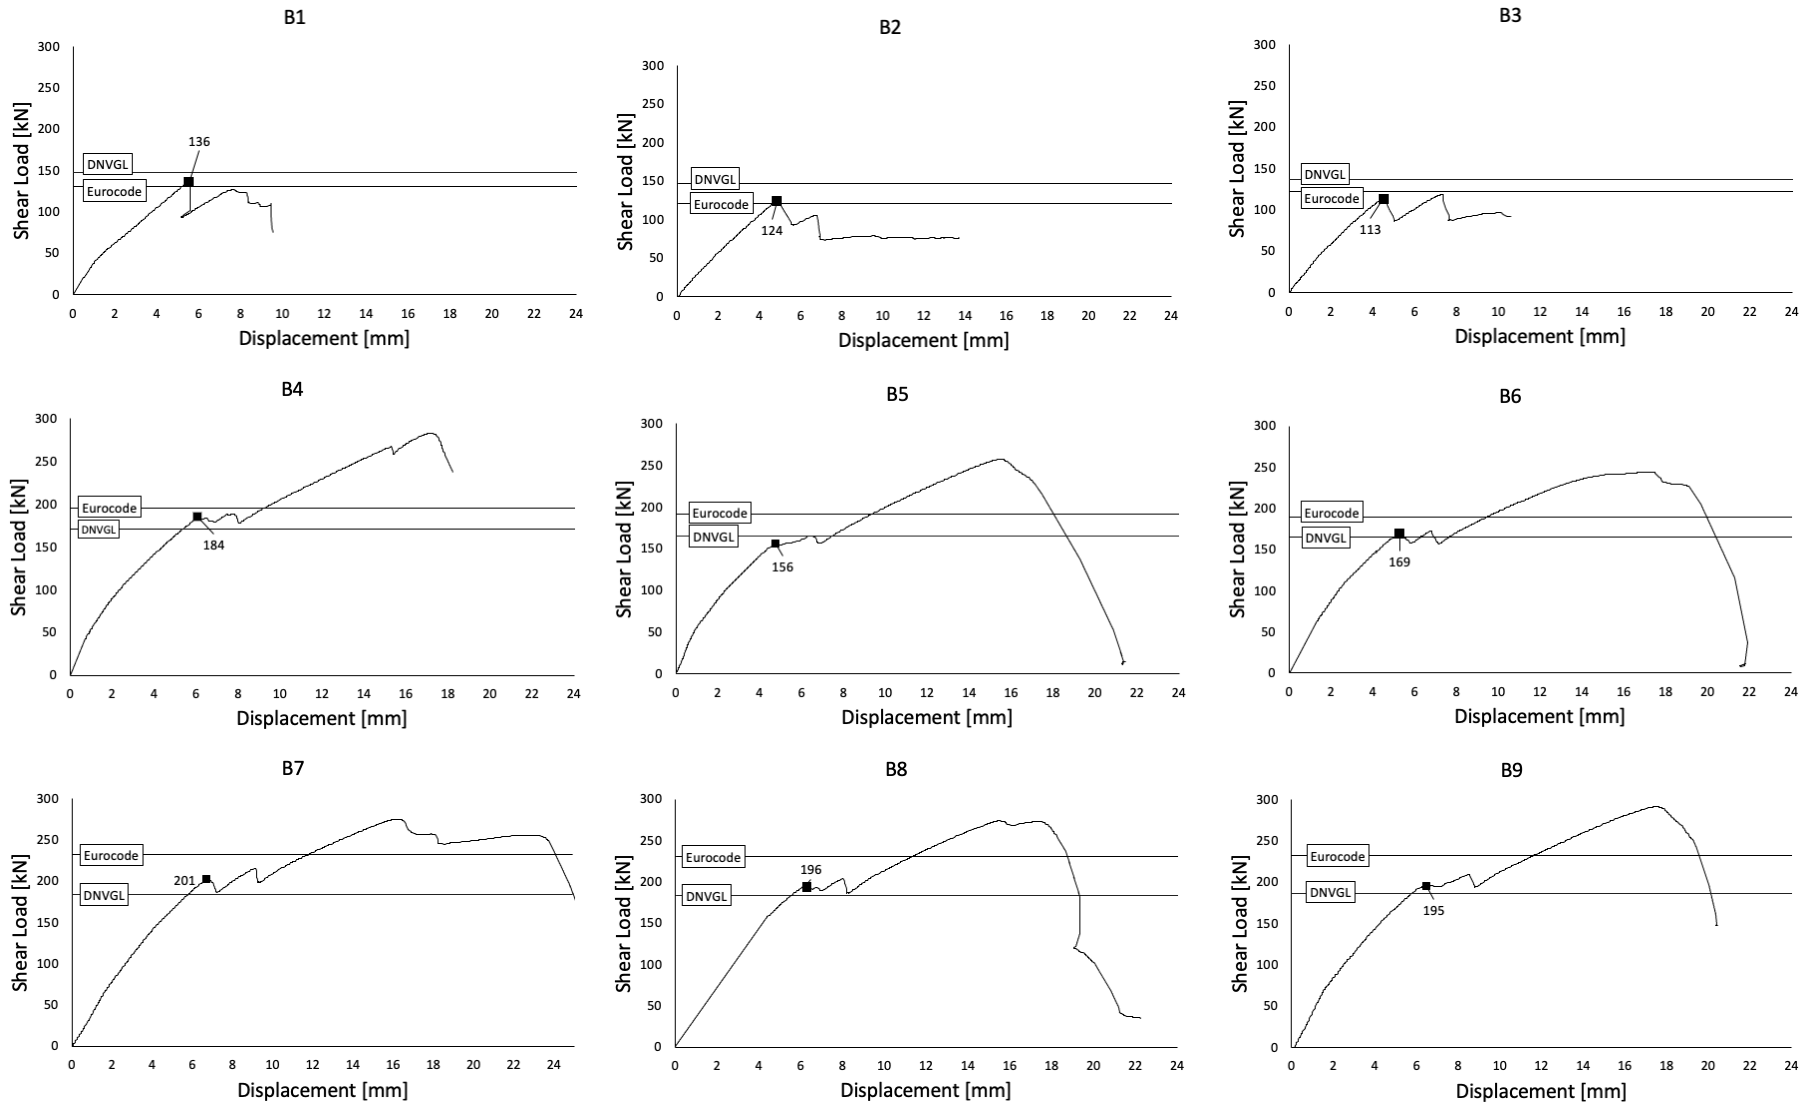 B1
Shear Load [kN]
300
250
200
150
100
50
0
136
DNVGL
Eurocode
0 2 4 6 8 10 12 14 16 18 20 22 24
Displacement [mm]
B2
Shear Load [kN]
300
250
200
150
100
50
0
DNVGL
Eurocode
124
0 2 4 6 8 10 12 14 16 18 20 22 24
Displacement [mm]
B3
Shear Load [kN]
300
250
200
150
100
50
0
DNVGL
Eurocode
113
0 2 4 6 8 10 12 14 16 18 20 22 24
Displacement [mm]
B4
Shear Load [kN]
300
250
200
150
100
50
0
Eurocode
DNVGL
184
0 2 4 6 8 10 12 14 16 18 20 22 24
Displacement [mm]
B5
Shear Load [kN]
300
250
200
150
100
50
0
Eurocode
DNVGL
156
0 2 4 6 8 10 12 14 16 18 20 22 24
Displacement [mm]
B6
Shear Load [kN]
300
250
200
150
100
50
0
Eurocode
DNVGL
169
0 2 4 6 8 10 12 14 16 18 20 22 24
Displacement [mm]
B7
Shear Load [kN]
300
250
200
150
100
50
0
Eurocode
201
DNVGL
0 2 4 6 8 10 12 14 16 18 20 22 24
Displacement [mm]
B8
Shear Load [kN]
300
250
200
150
100
50
0
Eurocode
196
DNVGL
0 2 4 6 8 10 12 14 16 18 20 22 24
Displacement [mm]
B9
Shear Load [kN]
300
250
200
150
100
50
0
Eurocode
DNVGL
195
0 2 4 6 8 10 12 14 16 18 20 22 24
Displacement [mm]